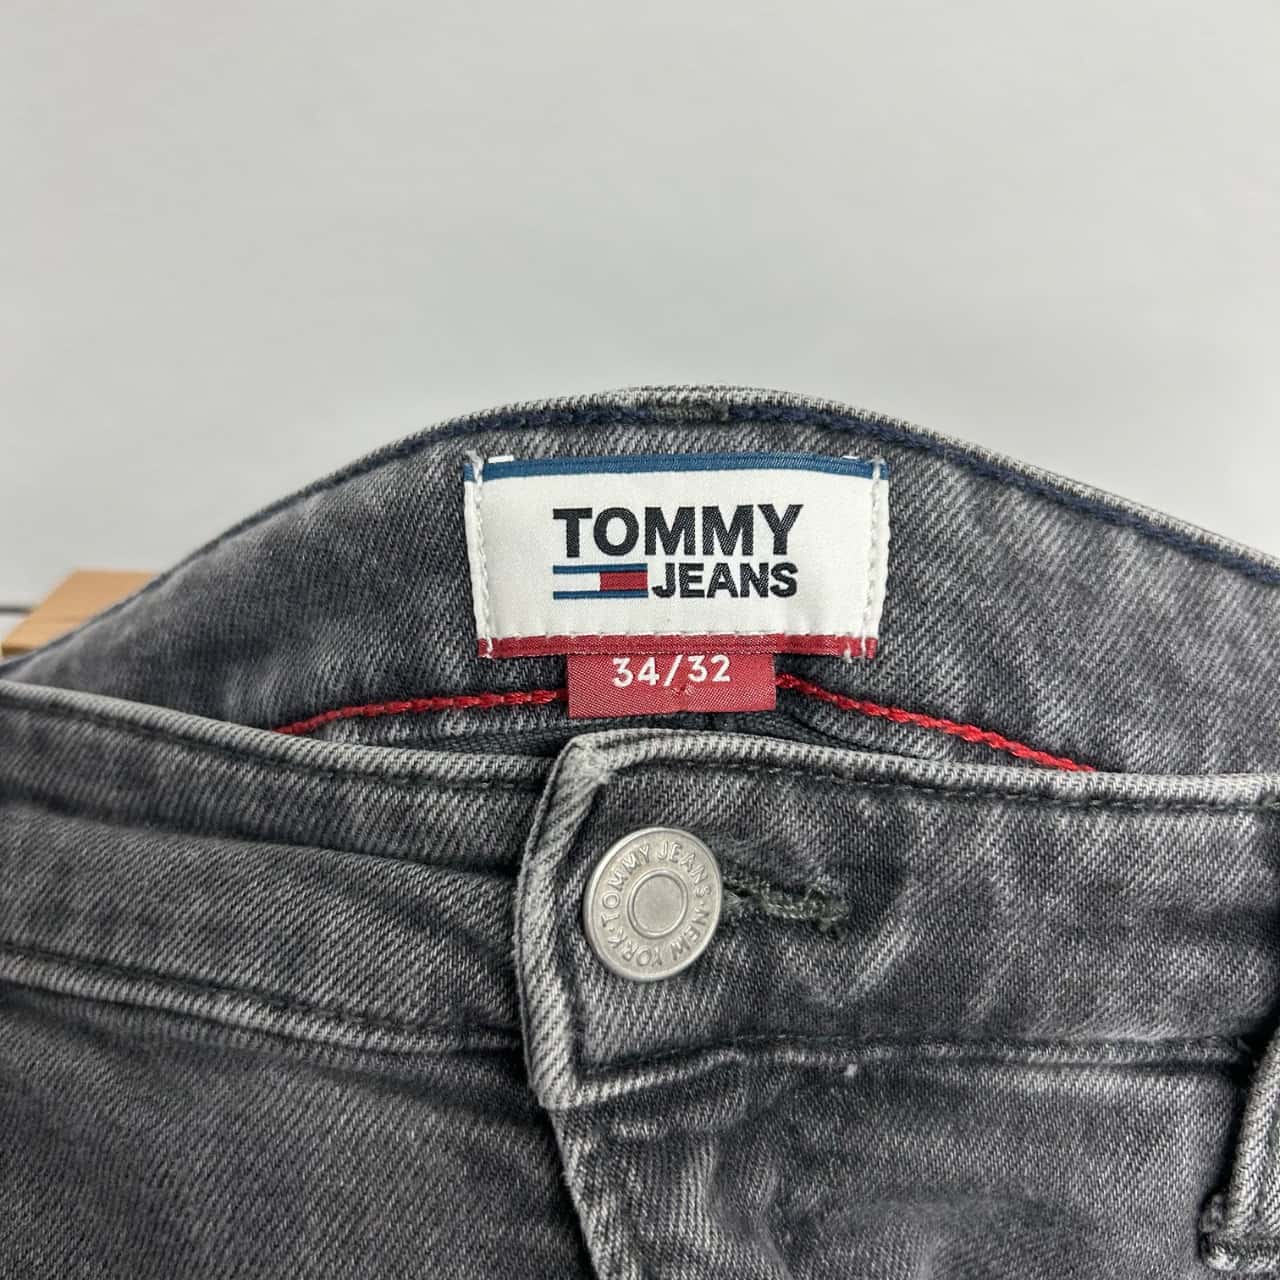 TOMMY
JEANS
34/32
TOMMY JEANS · NEW YORK ·